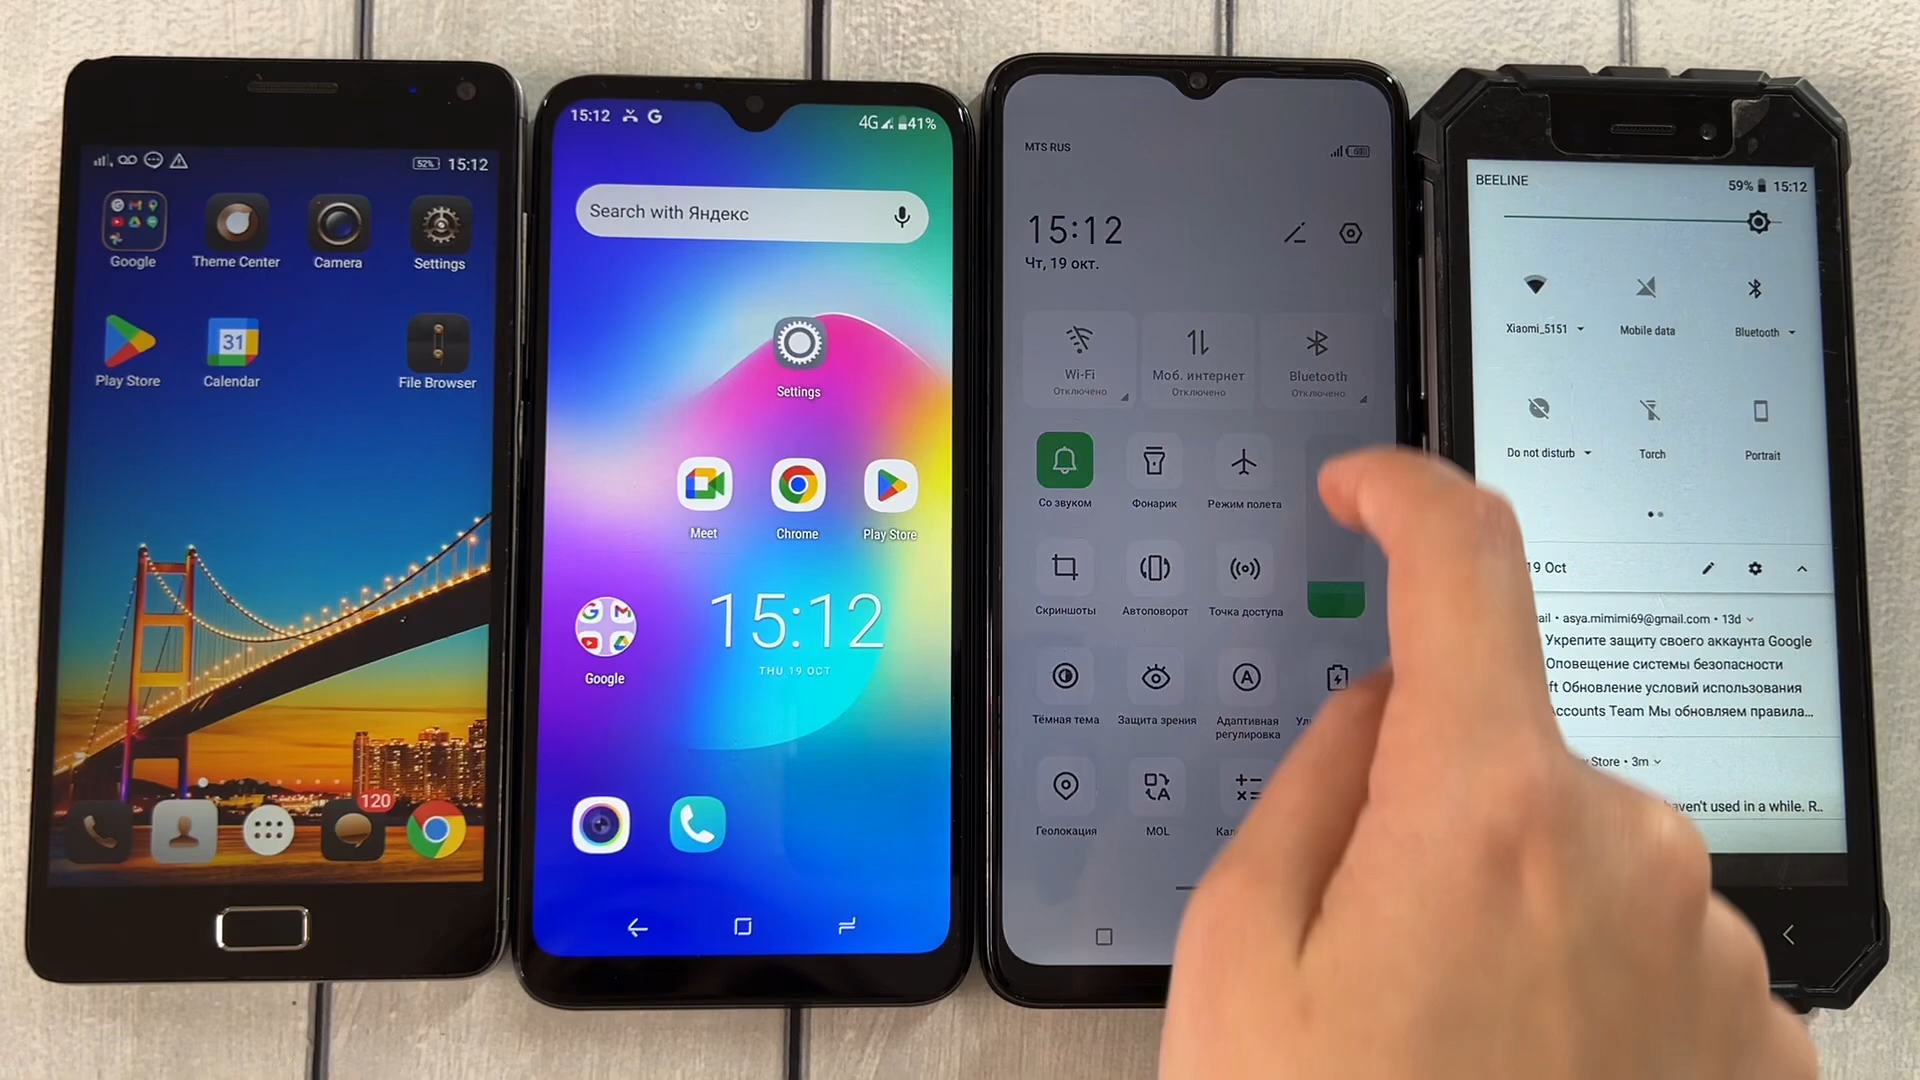 52% 15:12
Google Theme Center Camera Settings
31
Play Store Calendar File Browser
120
15:12 G 4G 41%
Search with Яндекс
Settings
Meet Chrome Play Store
15:12
THU 19 OCT
Google
MTS RUS
15:12
Чт, 19 окт.
Wi-Fi Моб. интернет Bluetooth
Отключено Отключено Отключено
Со звуком Фонарик Режим полета
Скриншоты Автоповорот Точка доступа
Тёмная тема Защита зрения Адаптивная
регулировка
Геолокация MOL
BEELINE 59% 15:12
Xiaomi_5151 Mobile data Bluetooth
Do not disturb Torch Portrait
19 Oct
asya.mimimi69@gmail.com • 13d
Укрепите защиту своего аккаунта Google
Оповещение системы безопасности
Обновление условий использования
Accounts Team Мы обновляем правила...
Store • 3m
haven't used in a while. R..